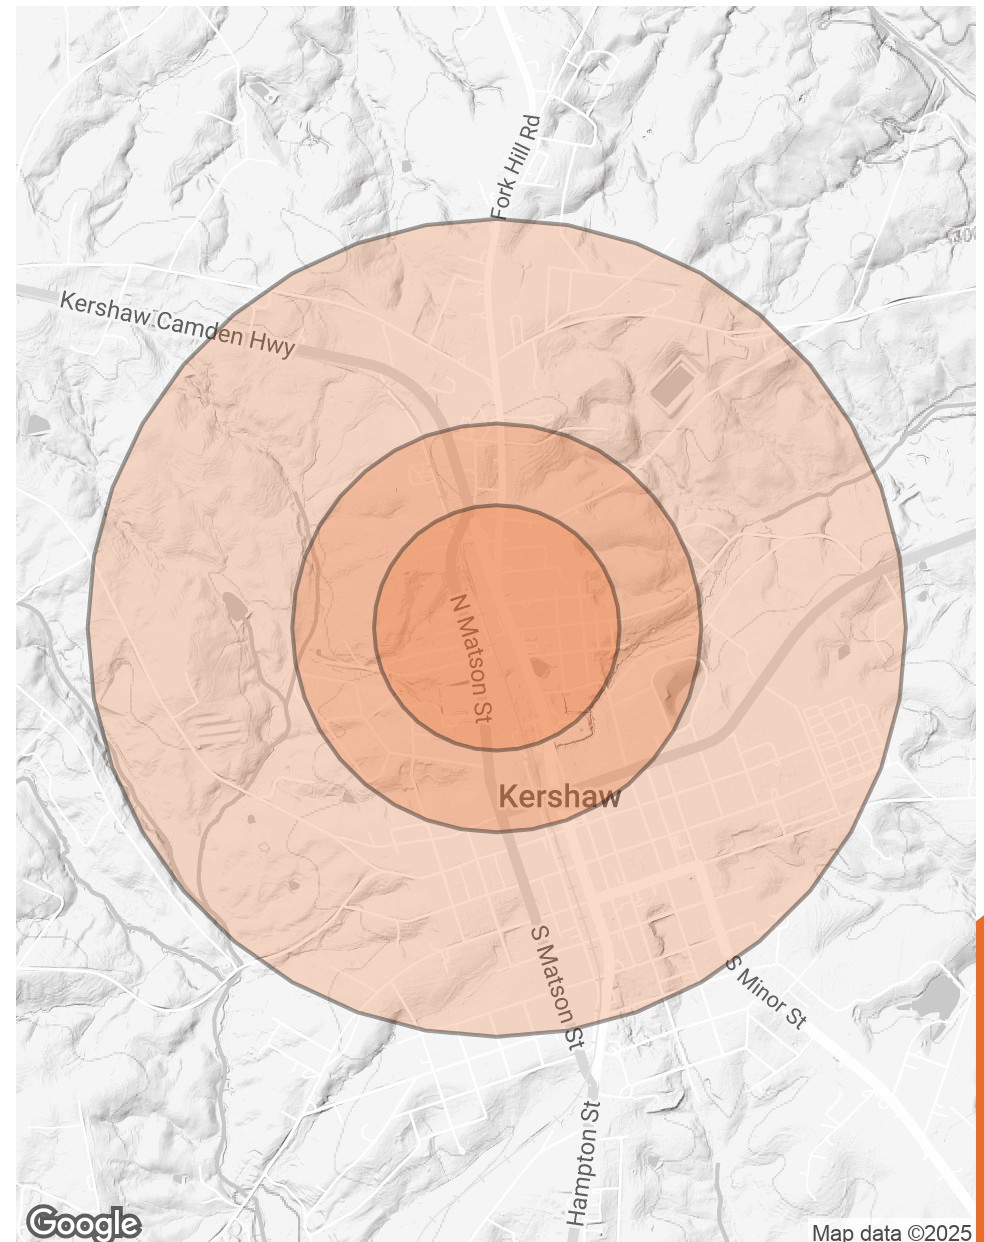 Fork Hill Rd
Kershaw Camden Hwy
N Matson St
Kershaw
S Matson St
S Minor St
Hampton St
Google
Map data ©2025